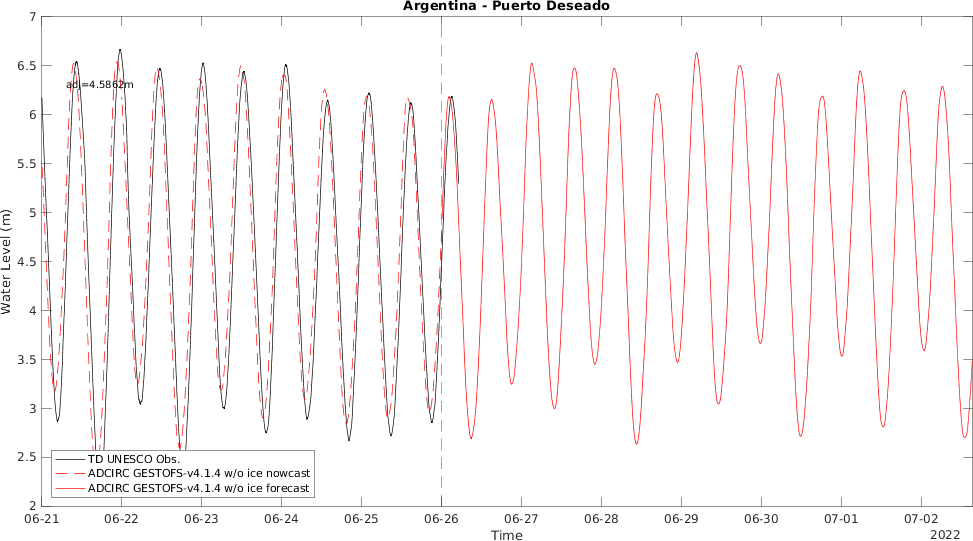 Argentina - Puerto Deseado
7
6.5
adj=4.5862m
6
5.5
5
4.5
4
3.5
3
2.5
2
Water Level (m)
TD UNESCO Obs.
ADCIRC GESTOFS-v4.1.4 w/o ice nowcast
ADCIRC GESTOFS-v4.1.4 w/o ice forecast
06-21 06-22 06-23 06-24 06-25 06-26 06-27 06-28 06-29 06-30 07-01 07-02
Time
2022